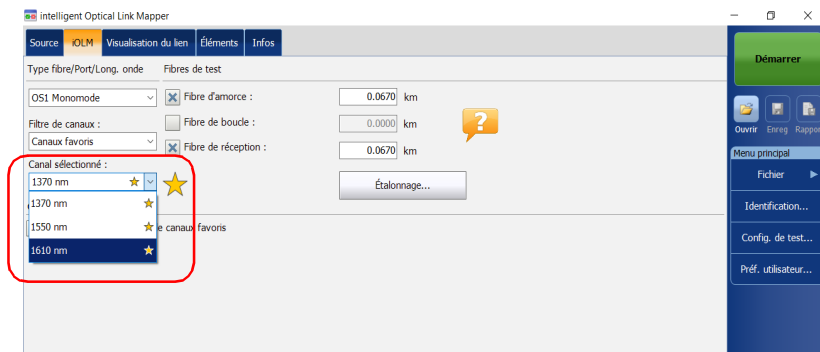 intelligent Optical Link Mapper
Source iOLM Visualisation du lien Éléments Infos
Type fibre/Port/Long. onde Fibres de test
OS1 Monomode Fibre d'amorce : 0.0670 km
Filtre de canaux : Fibre de boucle : 0.0000 km
Canaux favoris Fibre de réception : 0.0670 km
Canal sélectionné :
1370 nm Étalonnage...
1370 nm
1550 nm e canaux favoris
1610 nm
Démarrer
Ouvrir Enreg Rappor
Menu principal
Fichier
Identification...
Config. de test...
Préf. utilisateur...